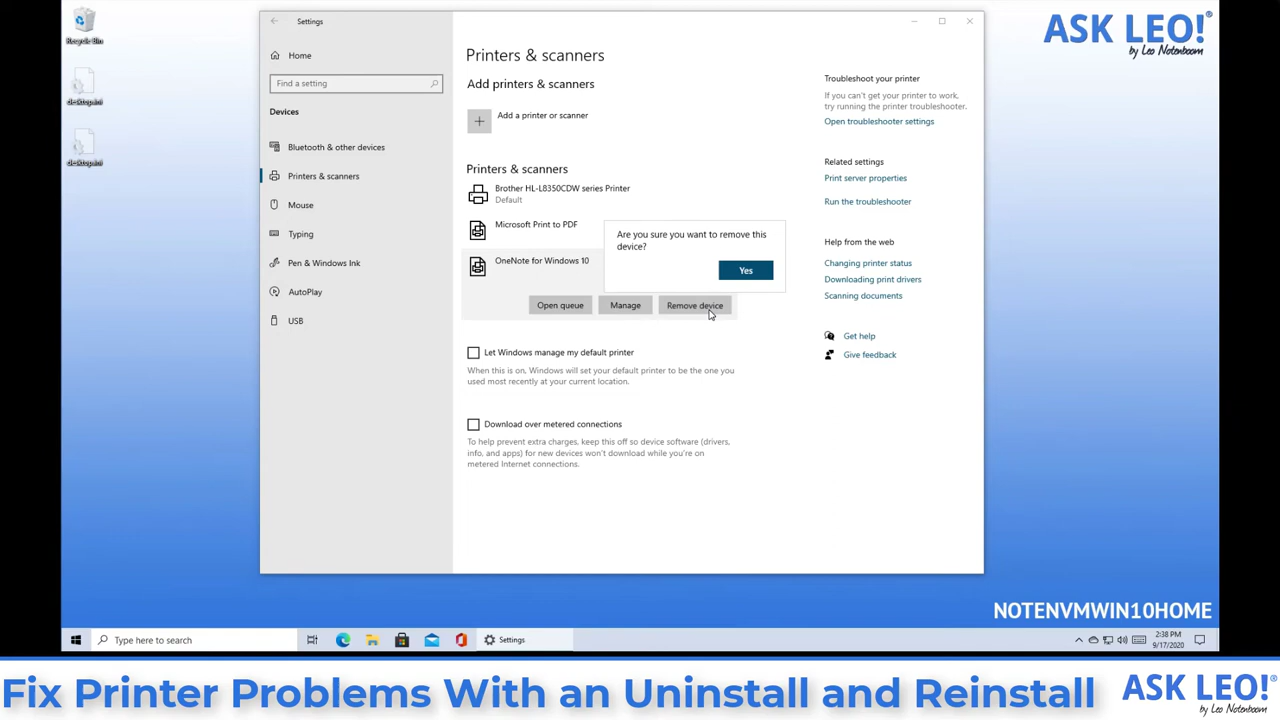 Recycle Bin
desktop.ini
desktop.ini
Settings
Home
Find a setting
Devices
Bluetooth & other devices
Printers & scanners
Mouse
Typing
Pen & Windows Ink
AutoPlay
USB
Printers & scanners
Add printers & scanners
Add a printer or scanner
Printers & scanners
Brother HL-L8350CDW series Printer
Default
Microsoft Print to PDF
OneNote for Windows 10
Are you sure you want to remove this
device?
Yes
Open queue
Manage
Remove device
Let Windows manage my default printer
When this is on, Windows will set your default printer to be the one you
used most recently at your current location.
Download over metered connections
To help prevent extra charges, keep this off so device software (drivers,
info, and apps) for new devices won't download while you're on
metered Internet connections.
Troubleshoot your printer
If you can't get your printer to work,
try running the printer troubleshooter.
Open troubleshooter settings
Related settings
Print server properties
Run the troubleshooter
Help from the web
Changing printer status
Downloading print drivers
Scanning documents
Get help
Give feedback
ASK LEO!®
by Leo Notenboom
NOTENVMWIN10HOME
Type here to search
Settings
2:38 PM
9/17/2020
Fix Printer Problems With an Uninstall and Reinstall
ASK LEO!®
by Leo Notenboom